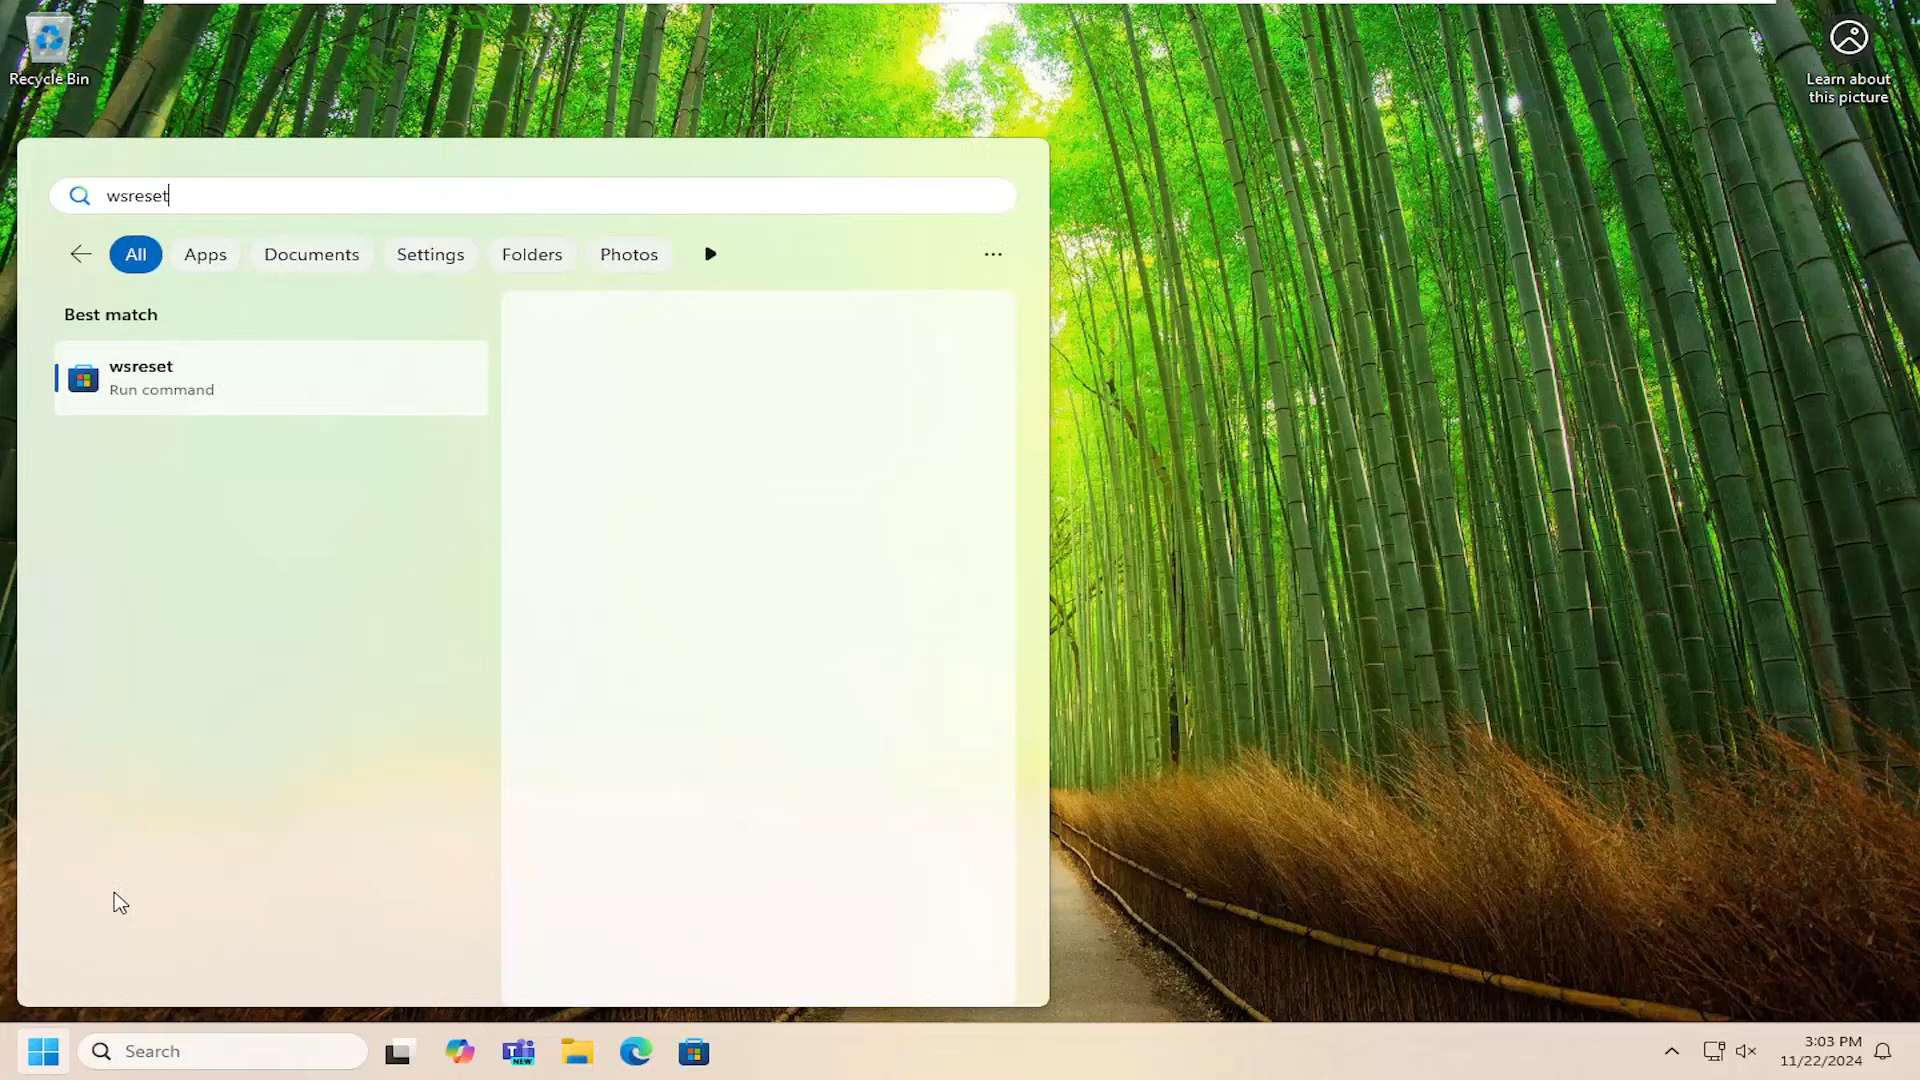 Recycle Bin
Learn about
this picture
wsreset
All Apps Documents Settings Folders Photos
Best match
wsreset
Run command
Search
NEW
3:03 PM
11/22/2024